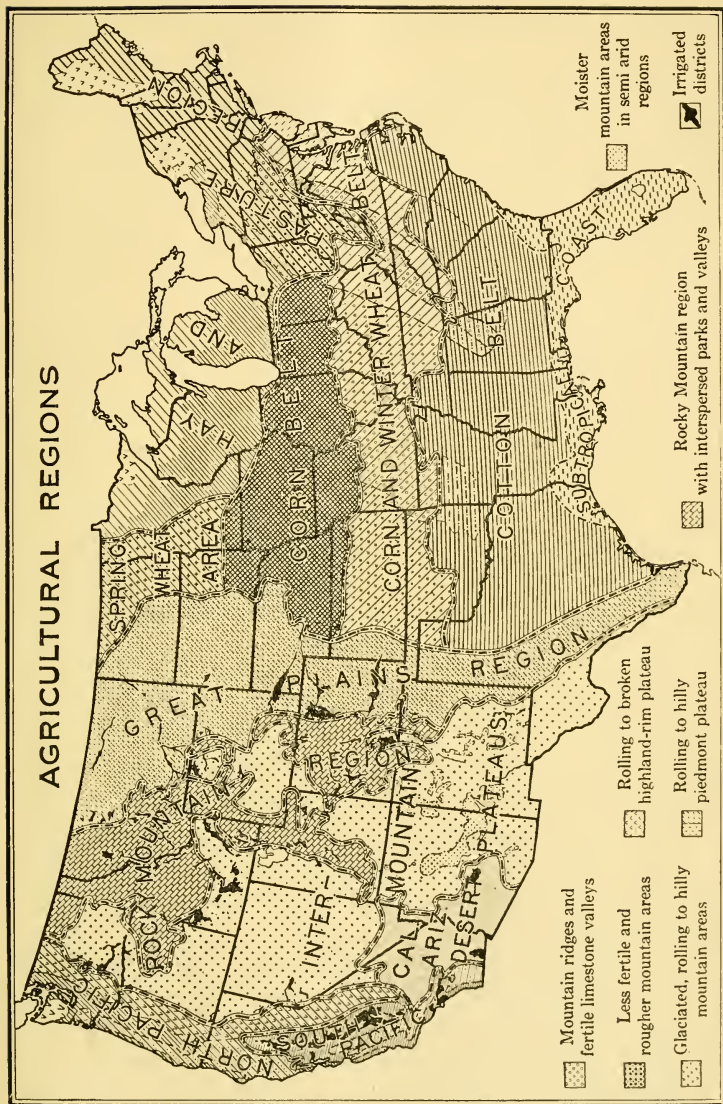 AGRICULTURAL REGIONS
SPRING
WHEAT
AREA
HAY
AND
PASTURE
REGION
CORN BELT
CORN AND WINTER WHEAT
BELT
COTTON
BELT
SUBTROPIC
COAST
GREAT
PLAINS
REGION
ROCKY MOUNTAIN
REGION
INTER-
MOUNTAIN
PLATEAUS
CAL.
ARIZ.
DESERT
NORTH PACIFIC
SOUTH
PACIFIC
Mountain ridges and
fertile limestone valleys
Less fertile and
rougher mountain areas
Glaciated, rolling to hilly
mountain areas
Rolling to broken
highland-rim plateau
Rolling to hilly
piedmont plateau
Rocky Mountain region
with interspersed parks and valleys
Moister
mountain areas
in semi arid
regions
Irrigated
districts